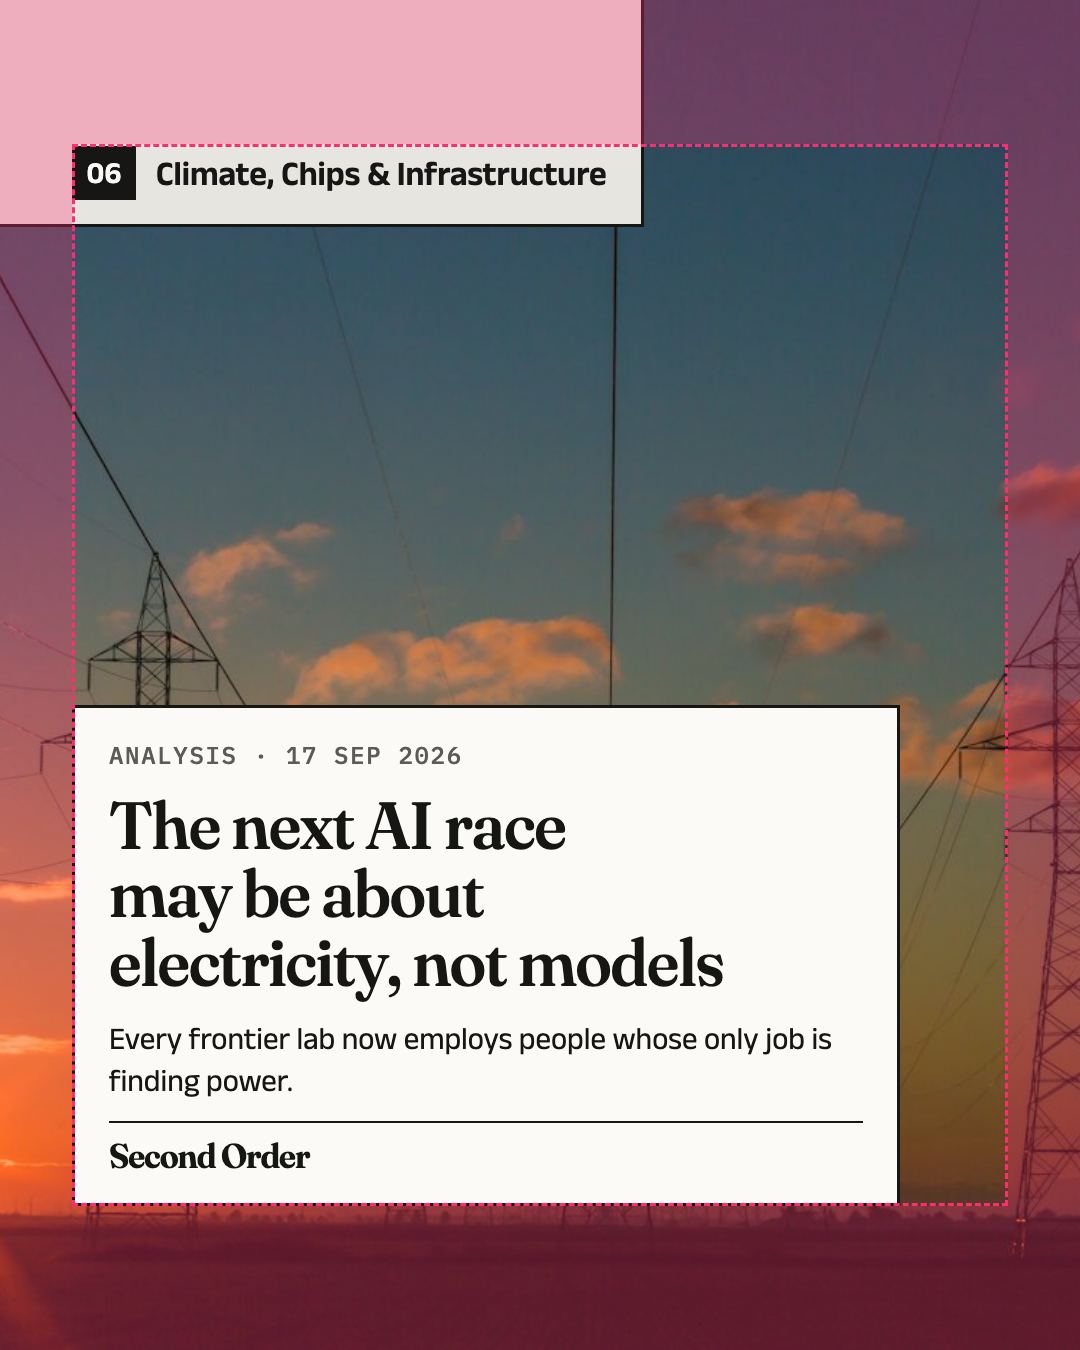 06 Climate, Chips & Infrastructure
ANALYSIS · 17 SEP 2026
The next AI race
may be about
electricity, not models
Every frontier lab now employs people whose only job is
finding power.
Second Order